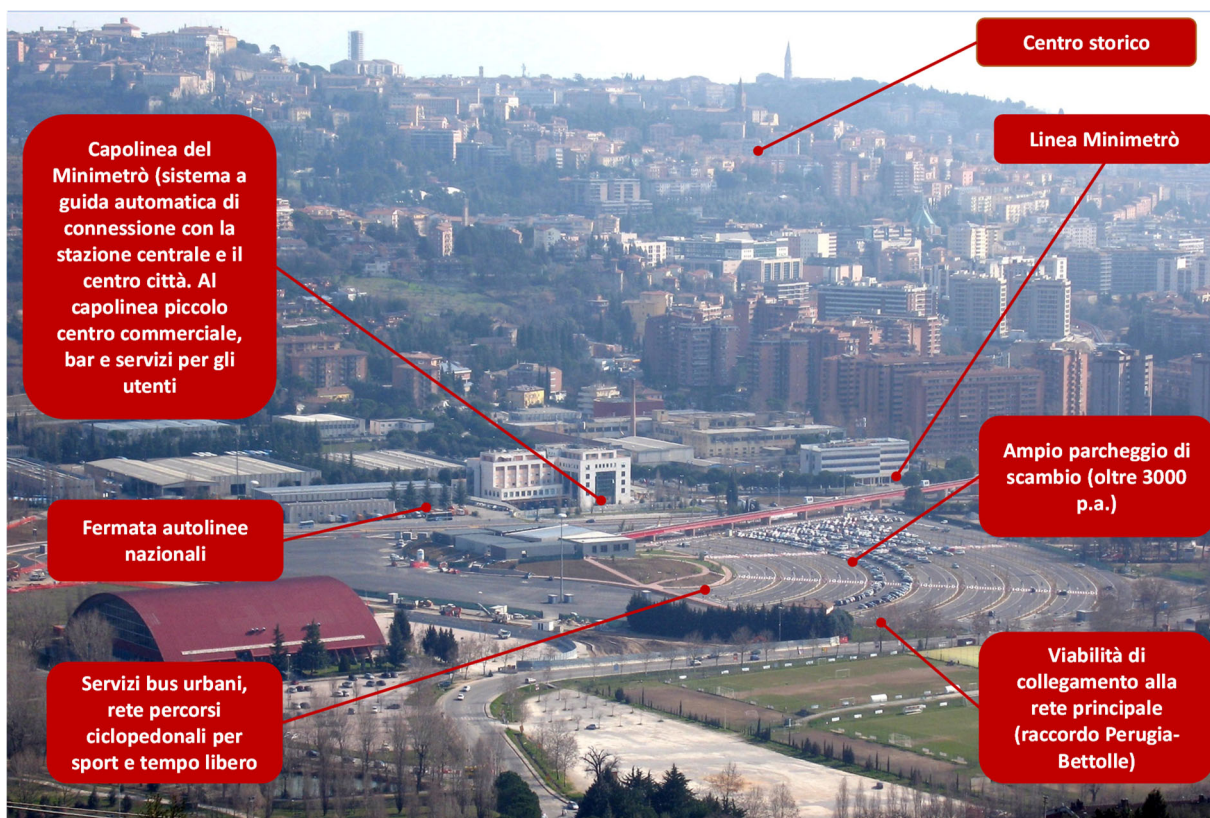 Centro storico
Linea Minimetrò
Capolinea del
Minimetrò (sistema a
guida automatica di
connessione con la
stazione centrale e il
centro città. Al
capolinea piccolo
centro commerciale,
bar e servizi per gli
utenti
Ampio parcheggio di
scambio (oltre 3000
p.a.)
Fermata autolinee
nazionali
Servizi bus urbani,
rete percorsi
ciclopedonali per
sport e tempo libero
Viabilità di
collegamento alla
rete principale
(raccordo Perugia-
Bettolle)